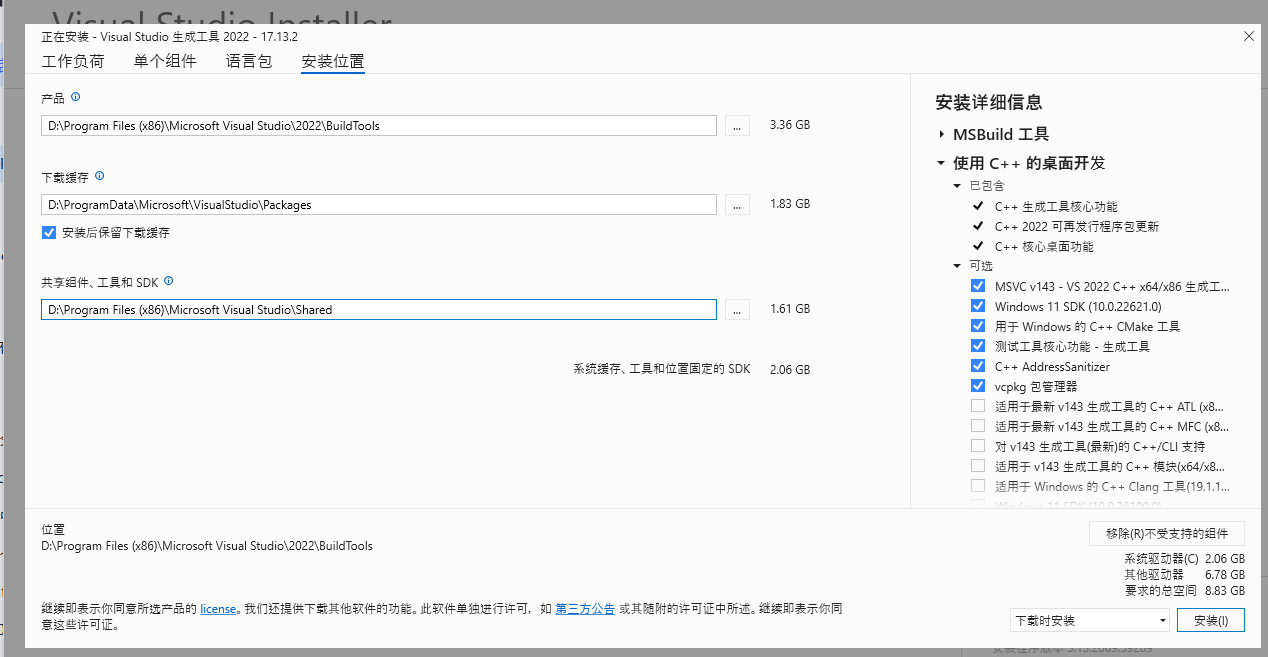 Visual Studio Installer
正在安装 - Visual Studio 生成工具 2022 - 17.13.2
工作负荷 单个组件 语言包 安装位置
产品
D:\Program Files (x86)\Microsoft Visual Studio\2022\BuildTools ... 3.36 GB
下载缓存
D:\ProgramData\Microsoft\VisualStudio\Packages ... 1.83 GB
安装后保留下载缓存
共享组件、工具和 SDK
D:\Program Files (x86)\Microsoft Visual Studio\Shared ... 1.61 GB
系统缓存、工具和位置固定的 SDK 2.06 GB
安装详细信息
MSBuild 工具
使用 C++ 的桌面开发
已包含
C++ 生成工具核心功能
C++ 2022 可再发行程序包更新
C++ 核心桌面功能
可选
MSVC v143 - VS 2022 C++ x64/x86 生成工...
Windows 11 SDK (10.0.22621.0)
用于 Windows 的 C++ CMake 工具
测试工具核心功能 - 生成工具
C++ AddressSanitizer
vcpkg 包管理器
适用于最新 v143 生成工具的 C++ ATL (x8...
适用于最新 v143 生成工具的 C++ MFC (x8...
对 v143 生成工具(最新)的 C++/CLI 支持
适用于 v143 生成工具的 C++ 模块(x64/x8...
适用于 Windows 的 C++ Clang 工具(19.1.1...
Windows 11 SDK (10.0.26100.0)
位置
D:\Program Files (x86)\Microsoft Visual Studio\2022\BuildTools
继续即表示你同意所选产品的 license。我们还提供下载其他软件的功能。此软件单独进行许可，如 第三方公告 或其随附的许可证中所述。继续即表示你同
意这些许可证。
移除(R)不受支持的组件
系统驱动器(C) 2.06 GB
其他驱动器 6.78 GB
要求的总空间 8.83 GB
下载时安装 安装(I)